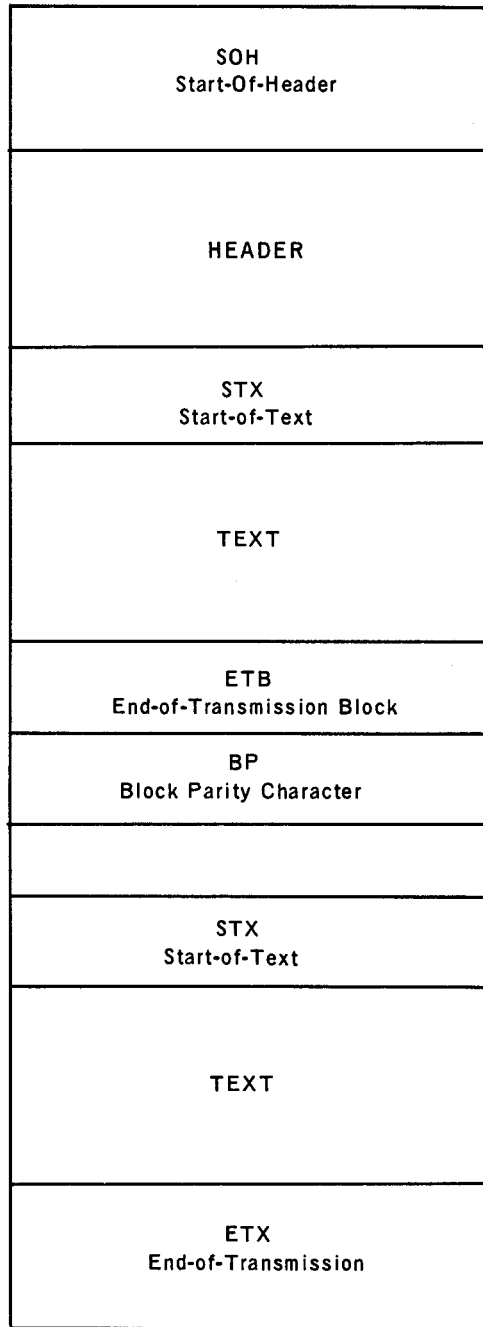 SOH
Start-Of-Header
HEADER
STX
Start-of-Text
TEXT
ETB
End-of-Transmission Block
BP
Block Parity Character
STX
Start-of-Text
TEXT
ETX
End-of-Transmission